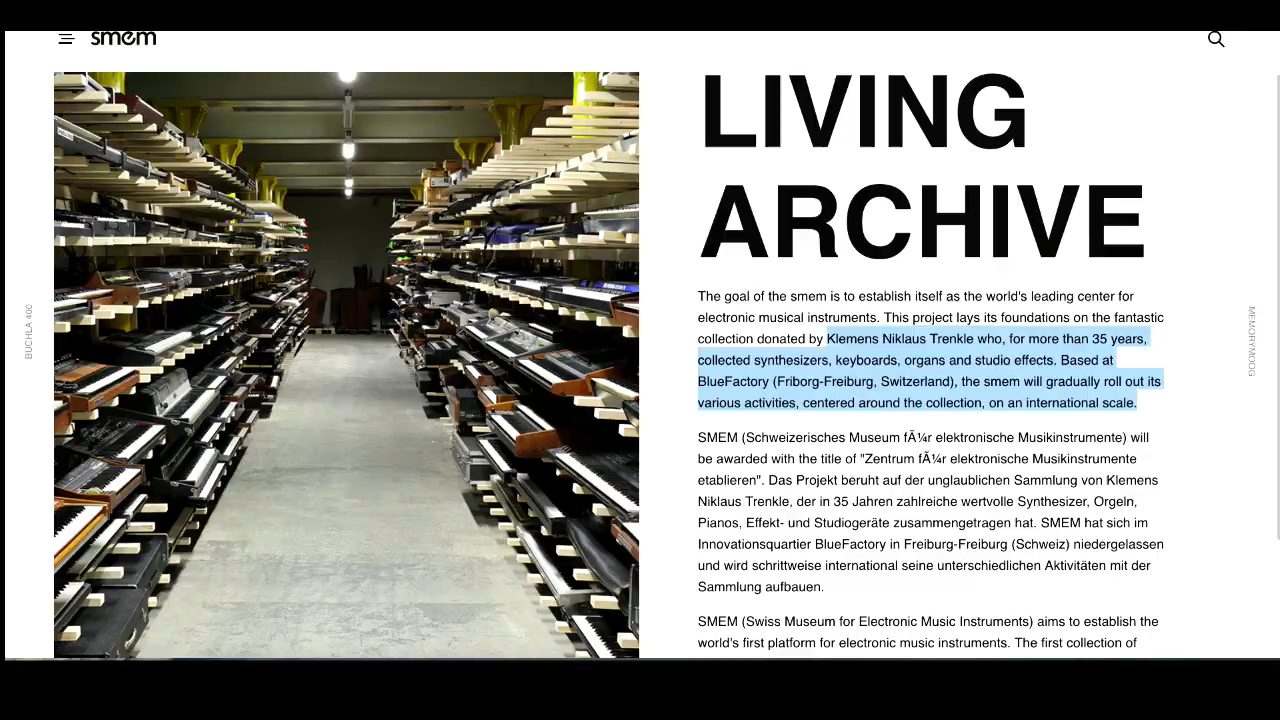 smem
LIVING
ARCHIVE
The goal of the smem is to establish itself as the world's leading center for
electronic musical instruments. This project lays its foundations on the fantastic
collection donated by Klemens Niklaus Trenkle who, for more than 35 years,
collected synthesizers, keyboards, organs and studio effects. Based at
BlueFactory (Friborg-Freiburg, Switzerland), the smem will gradually roll out its
various activities, centered around the collection, on an international scale.
SMEM (Schweizerisches Museum fÃ¼r elektronische Musikinstrumente) will
be awarded with the title of "Zentrum fÃ¼r elektronische Musikinstrumente
etablieren". Das Projekt beruht auf der unglaublichen Sammlung von Klemens
Niklaus Trenkle, der in 35 Jahren zahlreiche wertvolle Synthesizer, Orgeln,
Pianos, Effekt- und Studiogeräte zusammengetragen hat. SMEM hat sich im
Innovationsquartier BlueFactory in Freiburg-Freiburg (Schweiz) niedergelassen
und wird schrittweise international seine unterschiedlichen Aktivitäten mit der
Sammlung aufbauen.
SMEM (Swiss Museum for Electronic Music Instruments) aims to establish the
world's first platform for electronic music instruments. The first collection of
BUCHLA 400
MEMORYMOOG